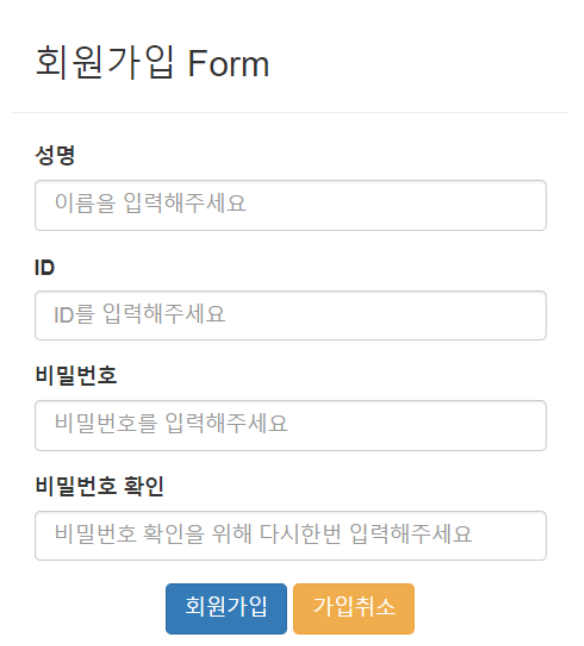 회원가입 Form
성명
이름을 입력해주세요
ID
ID를 입력해주세요
비밀번호
비밀번호를 입력해주세요
비밀번호 확인
비밀번호 확인을 위해 다시한번 입력해주세요
회원가입 가입취소